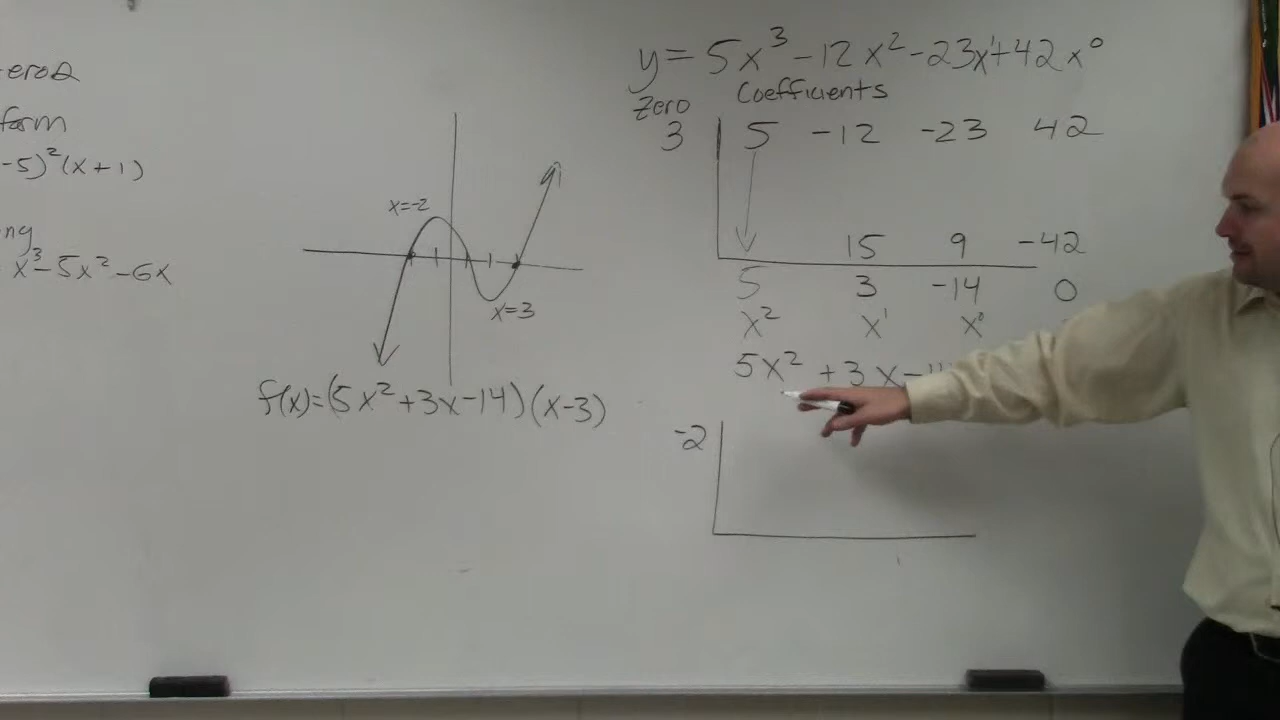 zeros
form
-5)²(x+1)
ng
x³-5x²-6x
x=-2
x=3
f(x)=(5x²+3x-14)(x-3)
y=5x³-12x²-23x¹+42x⁰
Zero Coefficients
3 5 -12 -23 42
15 9 -42
5 3 -14 0
x² x¹ x⁰
5x²+3x-
-2